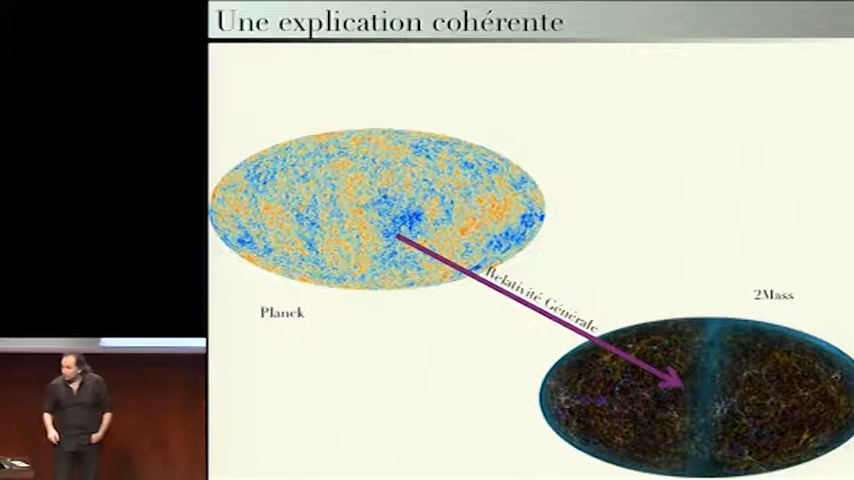 Une explication cohérente
Planck
Relativité Générale
2Mass